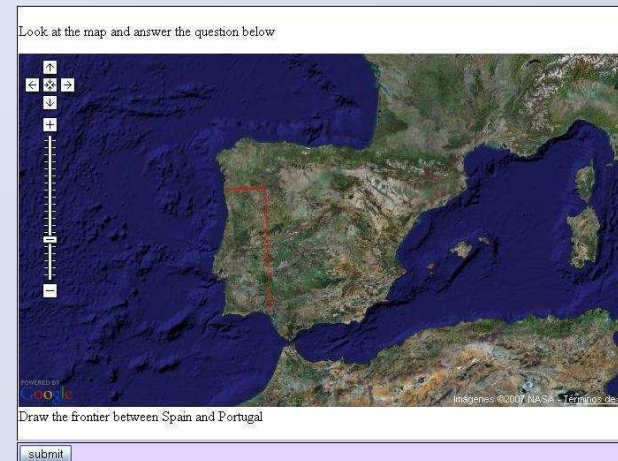 Look at the map and answer the question below
POWERED BY
Google
Imágenes ©2007 NASA - Términos de
Draw the frontier between Spain and Portugal
submit